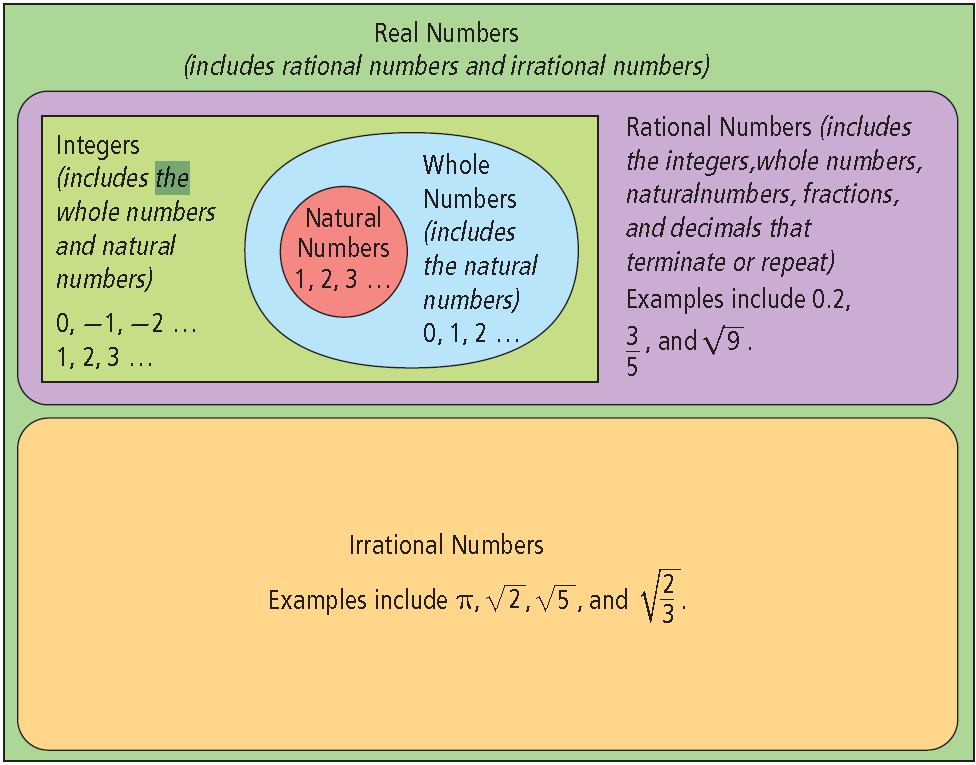 Real Numbers
(includes rational numbers and irrational numbers)
Integers
(includes the
whole numbers
and natural
numbers)
0, −1, −2 …
1, 2, 3 …
Natural
Numbers
1, 2, 3 …
Whole
Numbers
(includes
the natural
numbers)
0, 1, 2 …
Rational Numbers (includes
the integers,whole numbers,
naturalnumbers, fractions,
and decimals that
terminate or repeat)
Examples include 0.2,
3/5, and √9.
Irrational Numbers
Examples include π, √2, √5, and √(2/3).